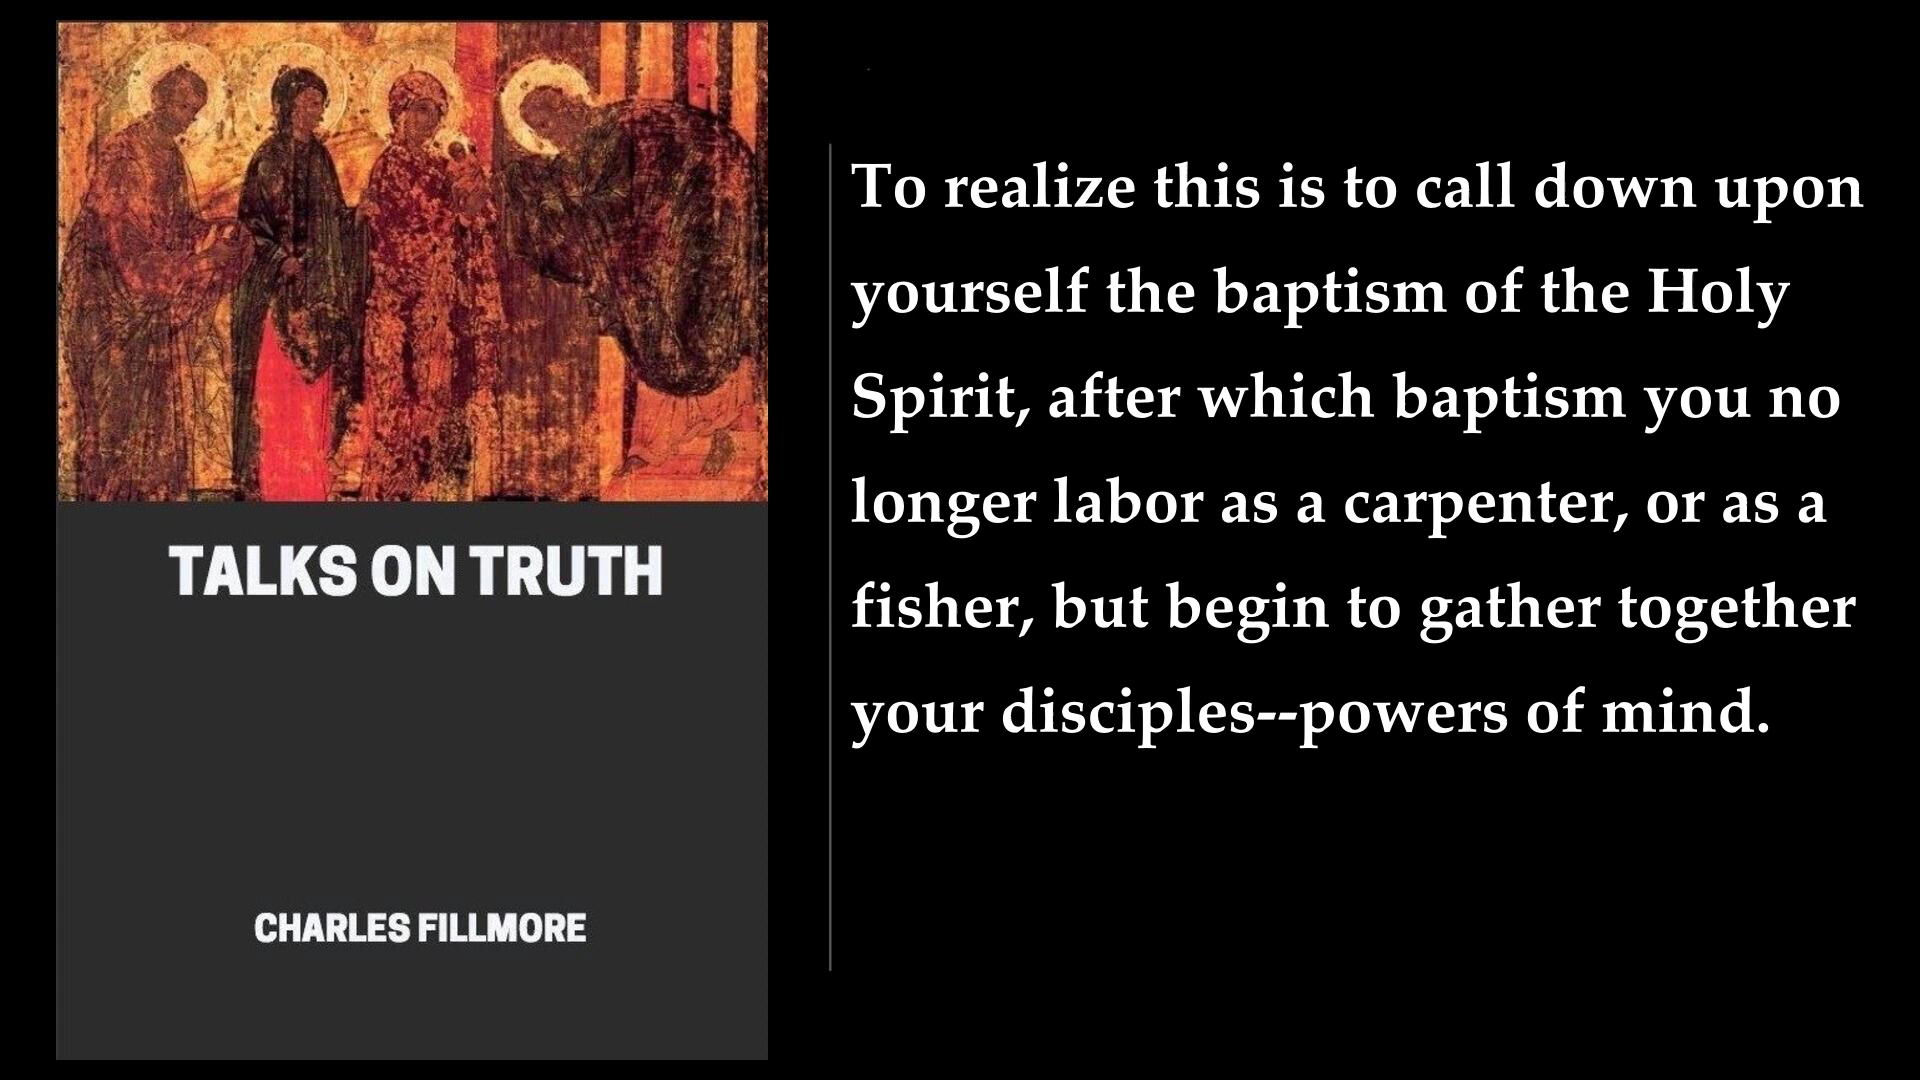 TALKS ON TRUTH
CHARLES FILLMORE
To realize this is to call down upon
yourself the baptism of the Holy
Spirit, after which baptism you no
longer labor as a carpenter, or as a
fisher, but begin to gather together
your disciples--powers of mind.